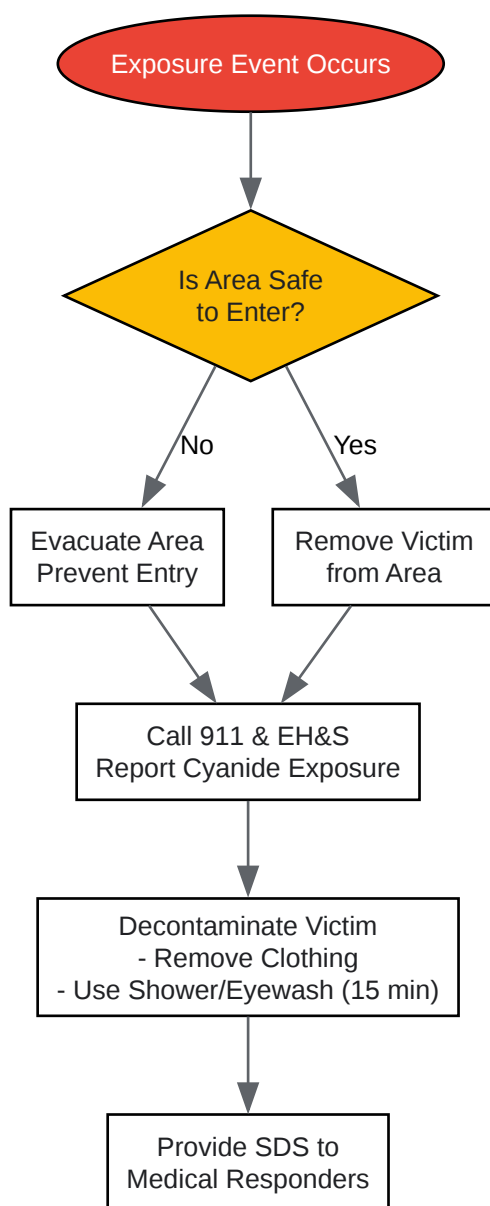 Exposure Event Occurs
Is Area Safe
to Enter?
No
Yes
Evacuate Area
Prevent Entry
Remove Victim
from Area
Call 911 & EH&S
Report Cyanide Exposure
Decontaminate Victim
- Remove Clothing
- Use Shower/Eyewash (15 min)
Provide SDS to
Medical Responders